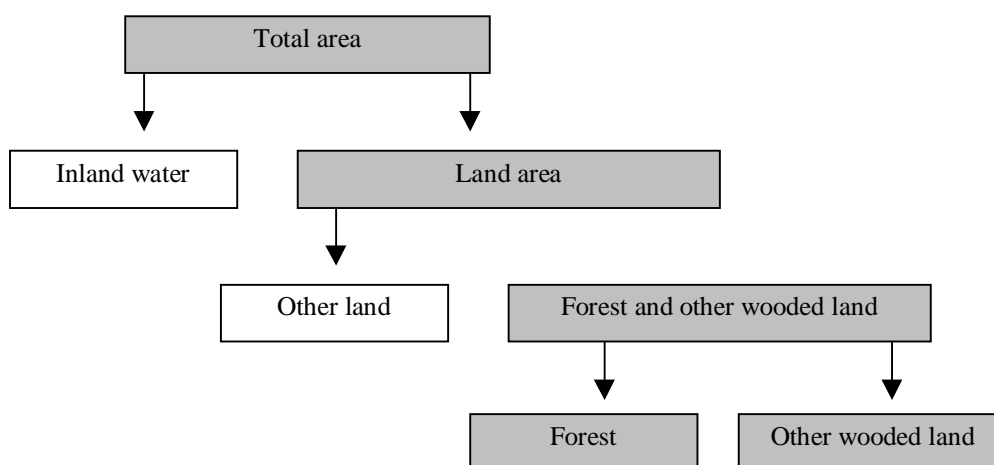 Total area
Inland water
Land area
Other land
Forest and other wooded land
Forest
Other wooded land